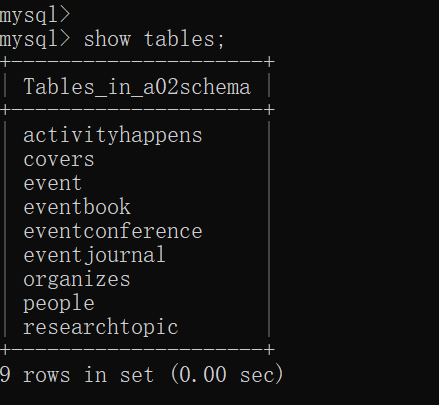 mysql>
mysql> show tables;
+---------------------+
| Tables_in_a02schema |
+---------------------+
| activityhappens     |
| covers              |
| event               |
| eventbook           |
| eventconference     |
| eventjournal        |
| organizes           |
| people              |
| researchtopic       |
+---------------------+
9 rows in set (0.00 sec)